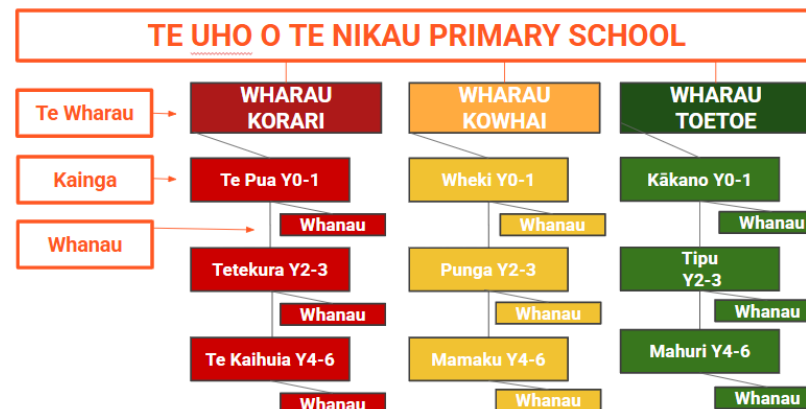 TE UHO O TE NIKAU PRIMARY SCHOOL
Te Wharau
WHARAU
KORARI
WHARAU
KOWHAI
WHARAU
TOETOE
Kainga
Te Pua Y0-1
Wheki Y0-1
Kākano Y0-1
Whanau
Whanau
Whanau
Whanau
Tetekura Y2-3
Punga Y2-3
Tipu
Y2-3
Whanau
Whanau
Whanau
Te Kaihuia Y4-6
Mamaku Y4-6
Mahuri Y4-6
Whanau
Whanau
Whanau